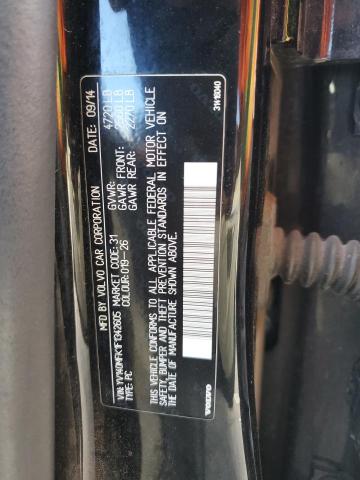 MFD BY VOLVO CAR CORPORATION DATE: 09/14
GVWR: 4720 LB
GAWR FRONT: 2560 LB
GAWR REAR: 2270 LB
MARKET CODE: 31
TYPE: PC COLOUR: 019-26
THIS VEHICLE CONFORMS TO ALL APPLICABLE FEDERAL MOTOR VEHICLE
SAFETY, BUMPER AND THEFT PREVENTION STANDARDS IN EFFECT ON
THE DATE OF MANUFACTURE SHOWN ABOVE.
VOLVO